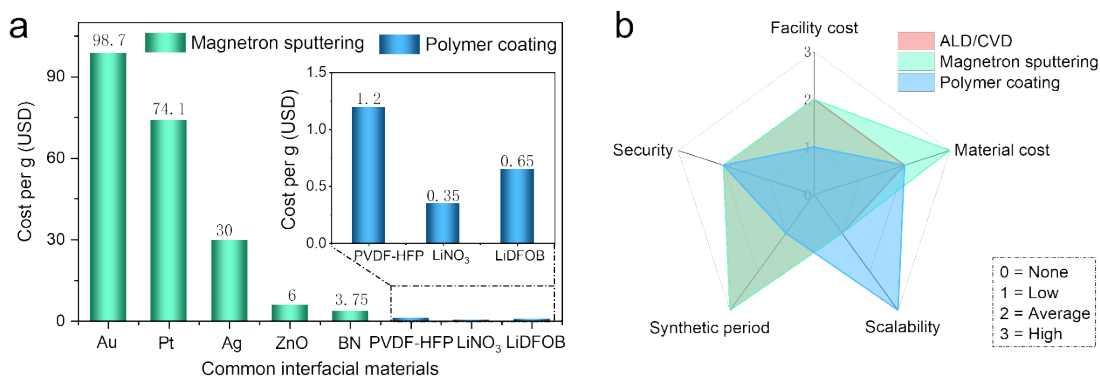 a
Magnetron sputtering
Polymer coating
Cost per g (USD)
90
60
30
0
98.7
74.1
30
6
3.75
Au Pt Ag ZnO BN PVDF-HFP LiNO₃ LiDFOB
Common interfacial materials
Cost per g (USD)
1.5
1.0
0.5
0.0
1.2
0.35
0.65
PVDF-HFP LiNO₃ LiDFOB
b
Facility cost
ALD/CVD
Magnetron sputtering
Polymer coating
3
2
1
0
Security
Material cost
Synthetic period
Scalability
0 = None
1 = Low
2 = Average
3 = High